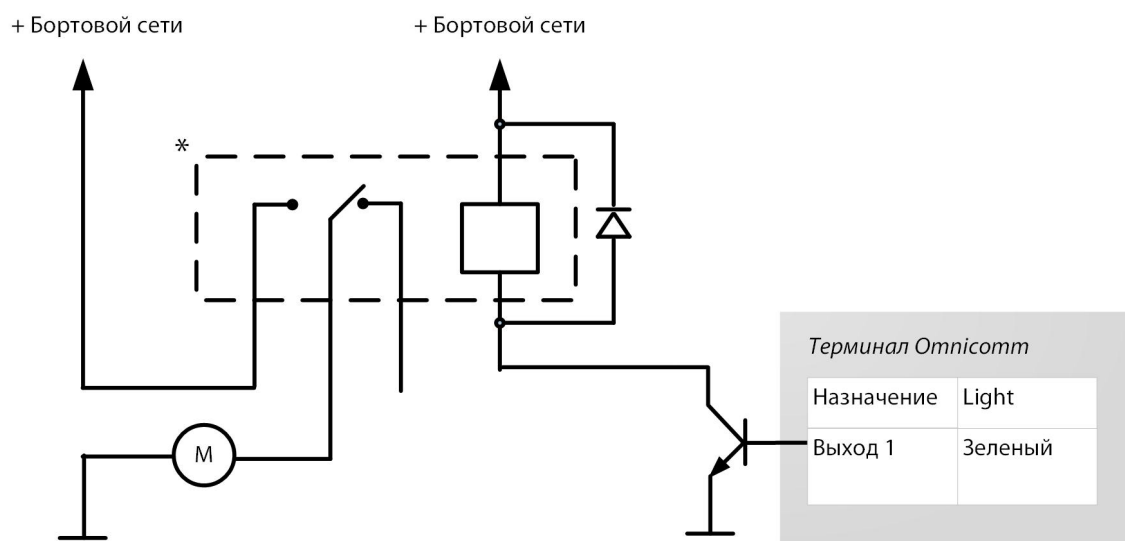 + Бортовой сети
+ Бортовой сети
*
M
Терминал Omnicomm
Назначение Light
Выход 1 Зеленый